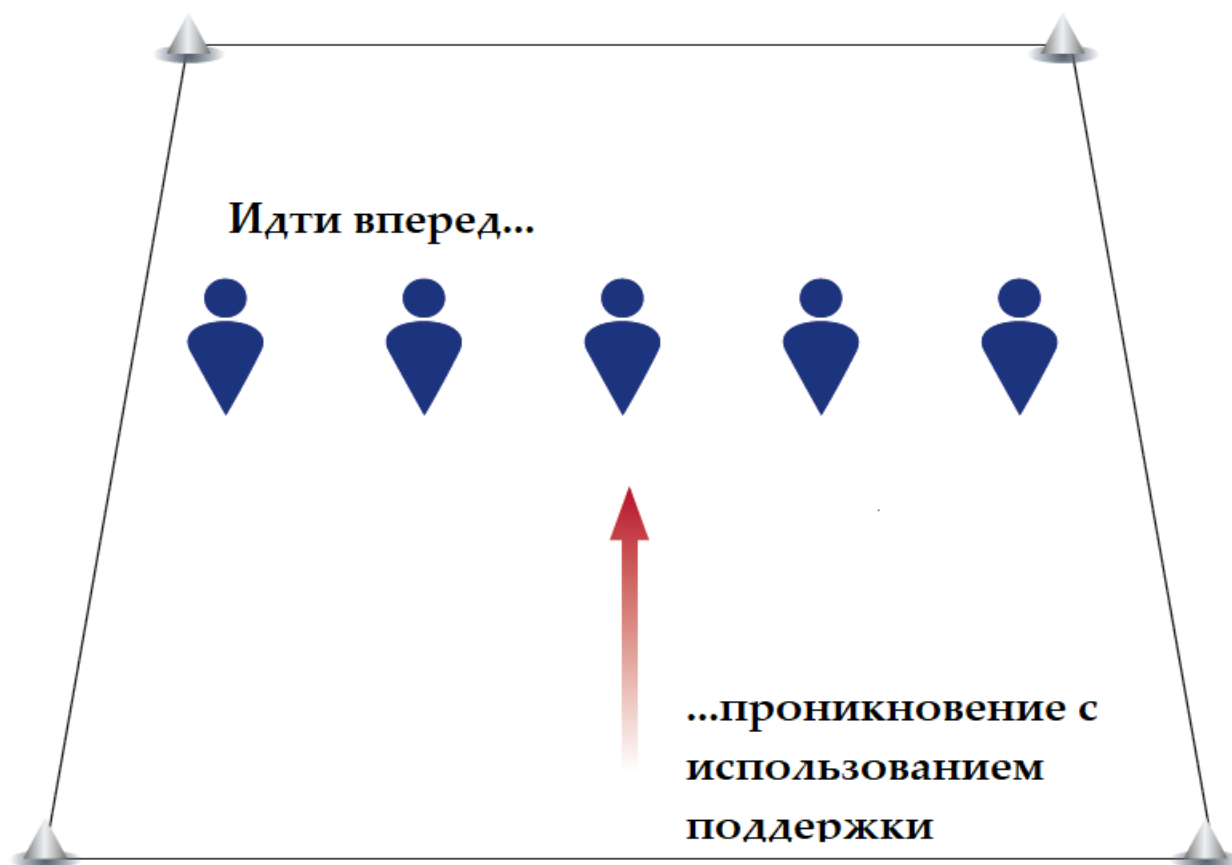 Идти вперед...
...проникновение с
использованием
поддержки